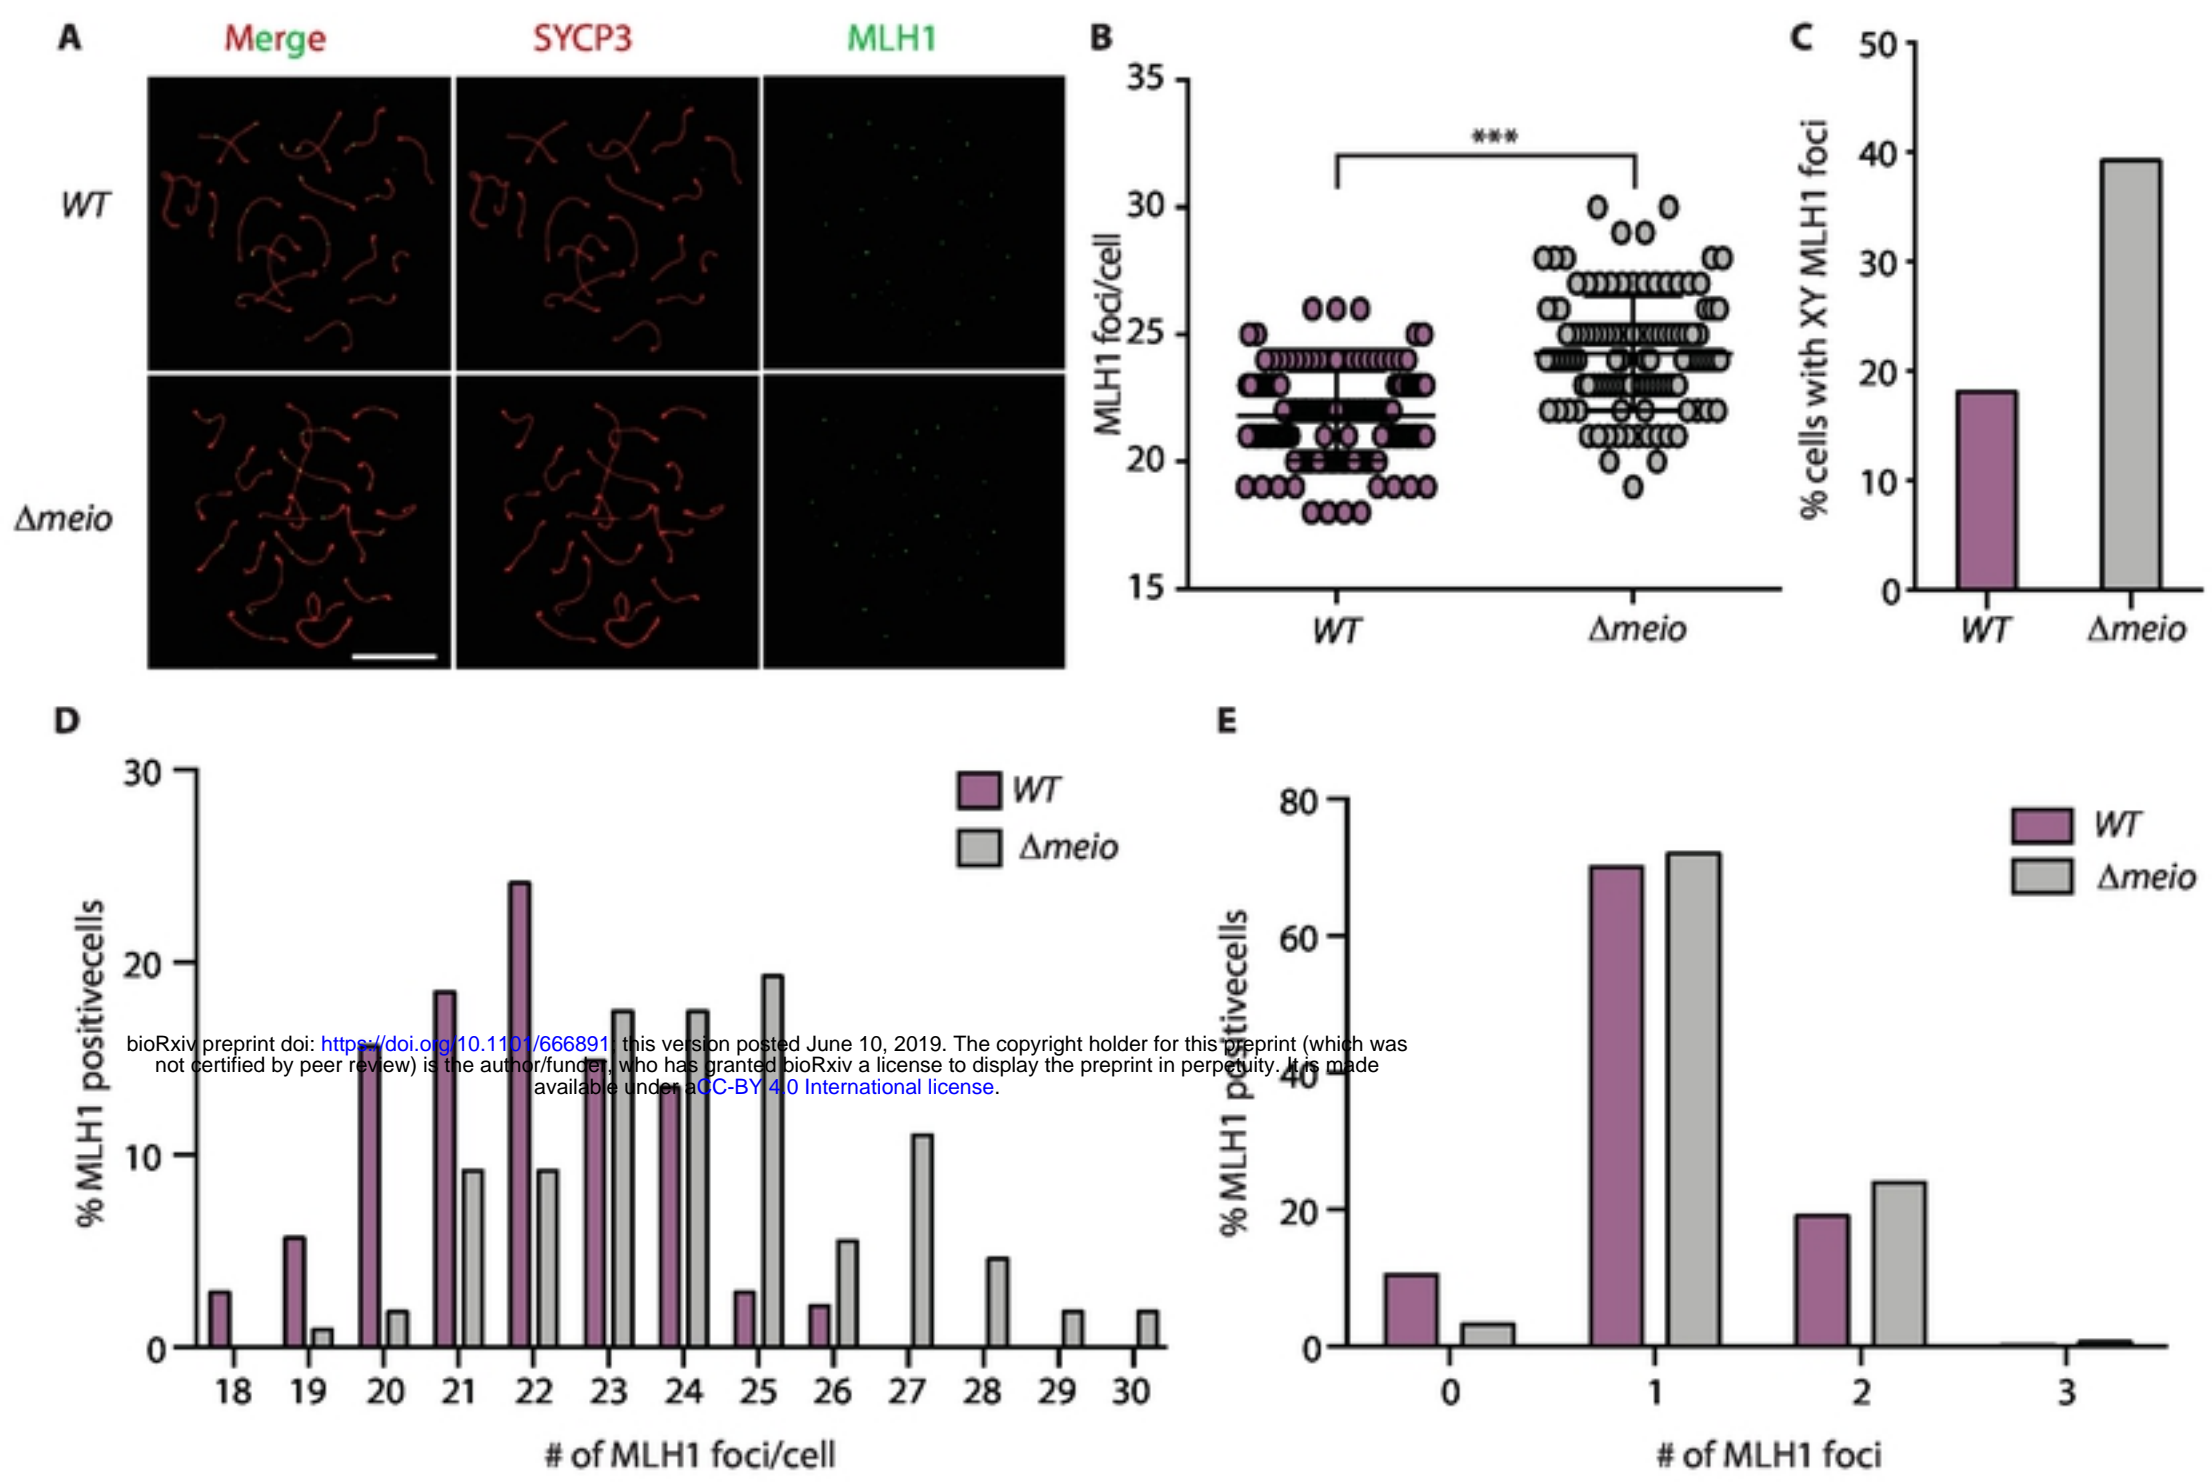 A
Merge
SYCP3
MLH1
WT
Δmeio
B
MLH1 foci/cell
35
30
25
20
15
***
WT
Δmeio
C
% cells with XY MLH1 foci
50
40
30
20
10
0
WT
Δmeio
D
% MLH1 positivecells
30
20
10
0
WT
Δmeio
18 19 20 21 22 23 24 25 26 27 28 29 30
# of MLH1 foci/cell
E
% MLH1 positivecells
80
60
40
20
0
WT
Δmeio
0 1 2 3
# of MLH1 foci
bioRxiv preprint doi: https://doi.org/10.1101/666891; this version posted June 10, 2019. The copyright holder for this preprint (which was
not certified by peer review) is the author/funder, who has granted bioRxiv a license to display the preprint in perpetuity. It is made
available under aCC-BY 4.0 International license.